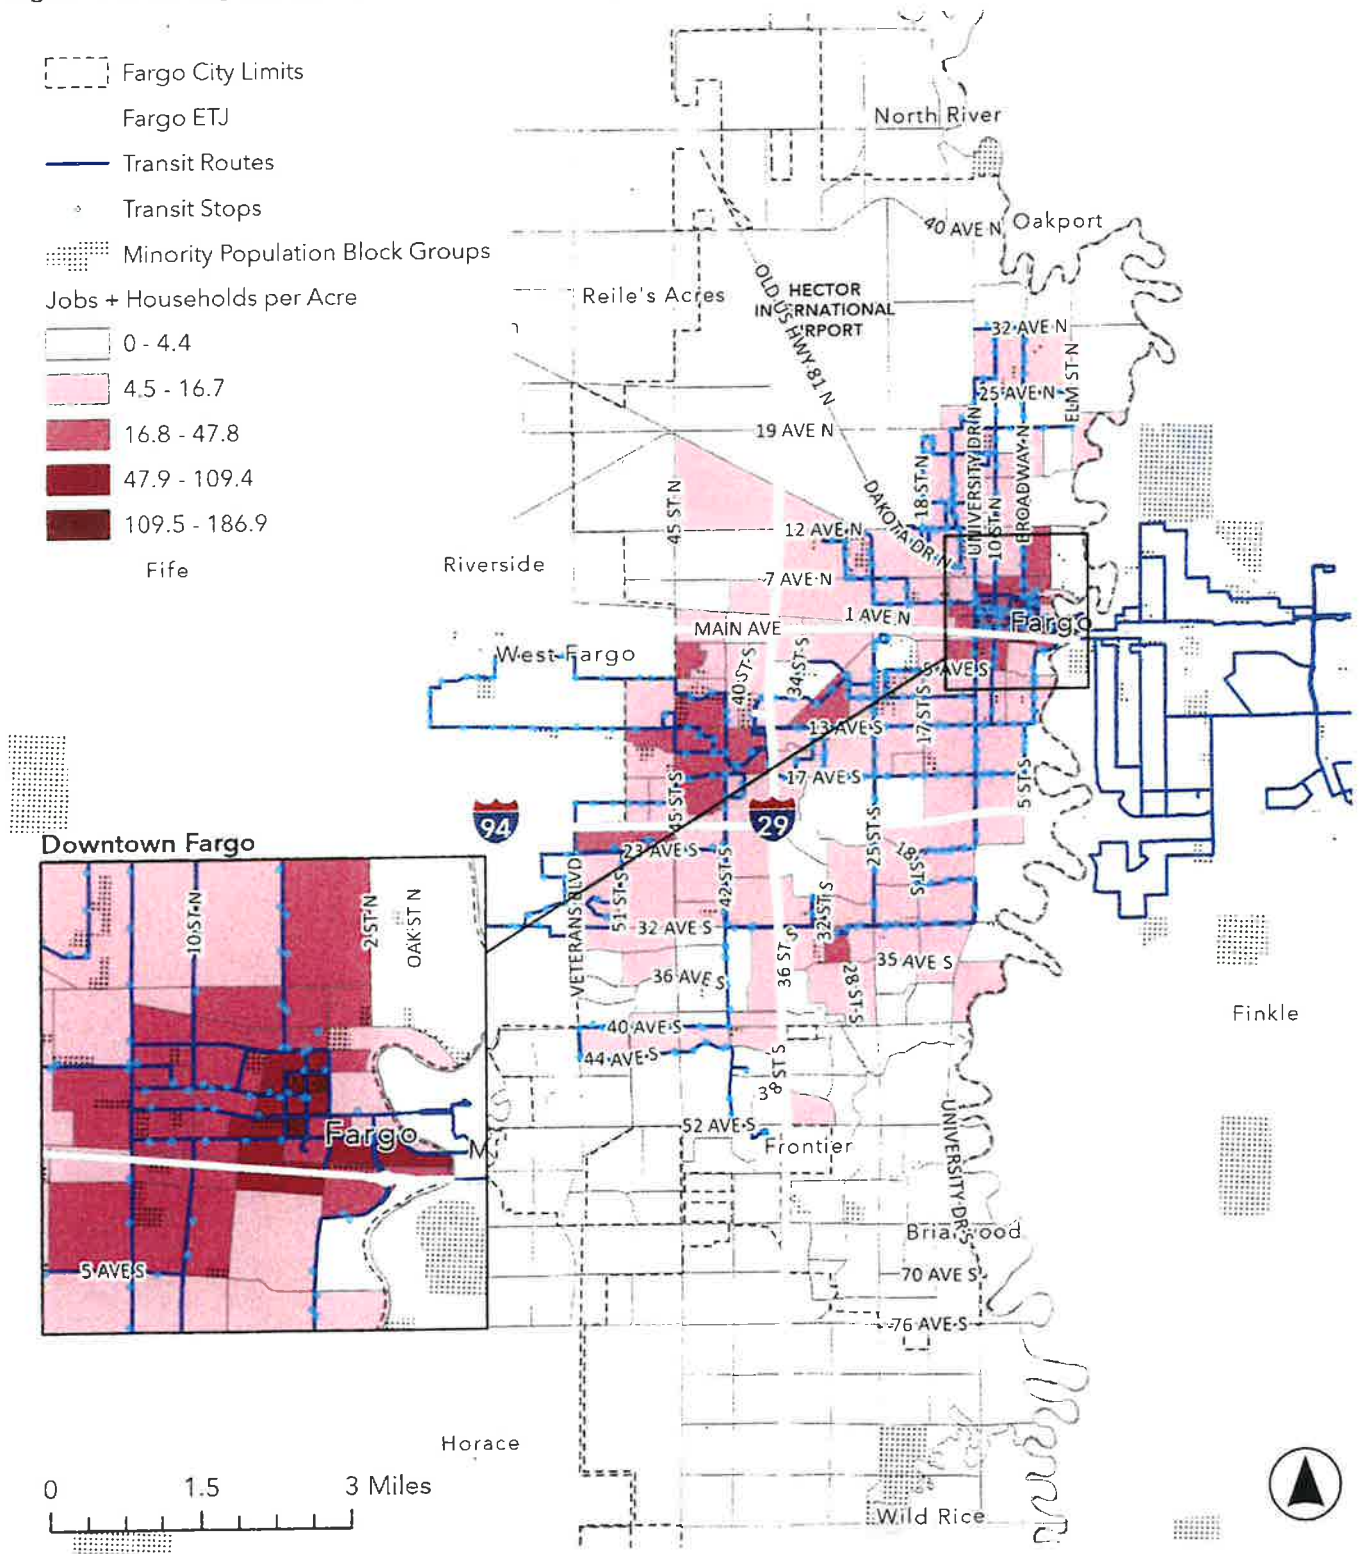 Fargo City Limits
Fargo ETJ
Transit Routes
Transit Stops
Minority Population Block Groups
Jobs + Households per Acre
0 - 4.4
4.5 - 16.7
16.8 - 47.8
47.9 - 109.4
109.5 - 186.9
Fife
North River
40 AVE N
Oakport
Reile's Acres
OLD US HWY 81 N
HECTOR
INTERNATIONAL
AIRPORT
32 AVE N
ELM ST N
25 AVE N
19 AVE N
18 ST N
UNIVERSITY DR N
10 ST N
BROADWAY N
DAKOTA DR N
45 ST N
12 AVE N
Riverside
7 AVE N
1 AVE N
MAIN AVE
Fargo
West Fargo
40 ST S
34 ST S
5 AVE S
17 ST S
13 AVE S
17 AVE S
5 ST S
45 ST S
94
29
25 ST S
18 ST S
23 AVE S
VETERANS BLVD
51 ST S
42 ST S
32 ST S
32 AVE S
36 ST S
28 ST S
35 AVE S
36 AVE S
Finkle
40 AVE S
44 AVE S
38 ST S
52 AVE S
Frontier
UNIVERSITY DR S
Briarwood
70 AVE S
76 AVE S
Horace
Wild Rice
Downtown Fargo
10 ST N
2 ST N
OAK ST N
Fargo
M
5 AVE S
0 1.5 3 Miles